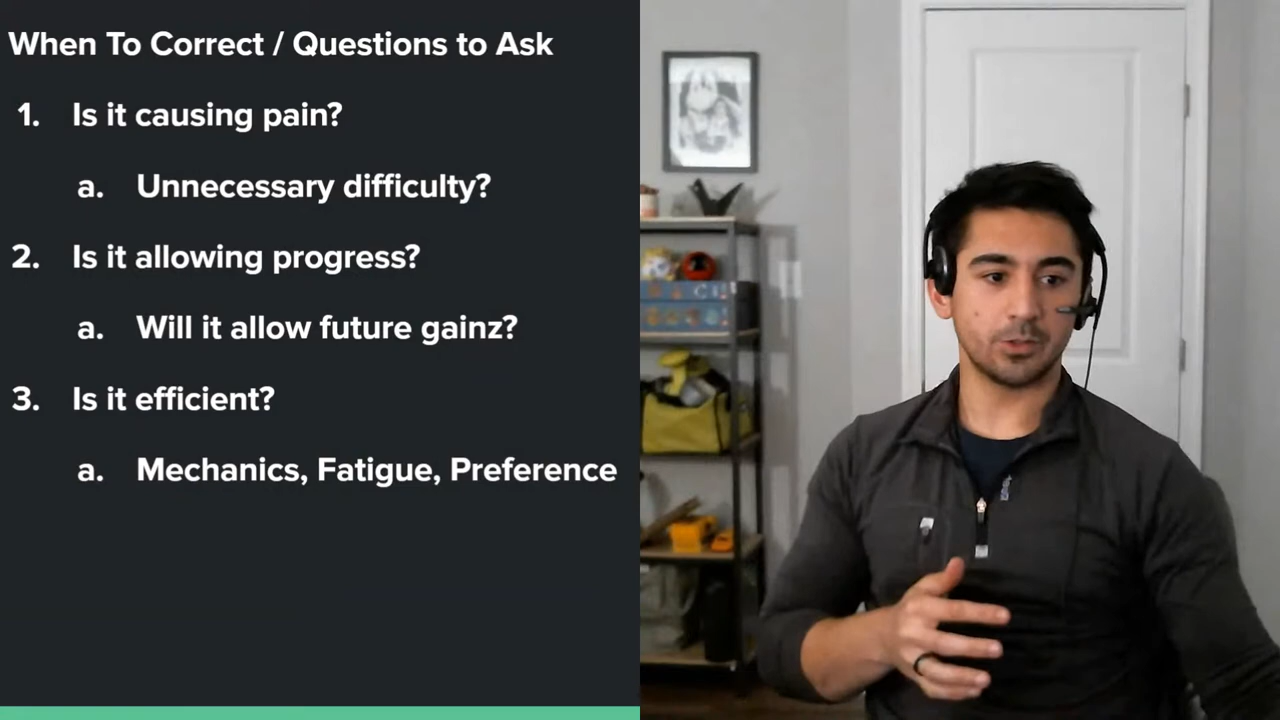 When To Correct / Questions to Ask
1. Is it causing pain?
a. Unnecessary difficulty?
2. Is it allowing progress?
a. Will it allow future gainz?
3. Is it efficient?
a. Mechanics, Fatigue, Preference